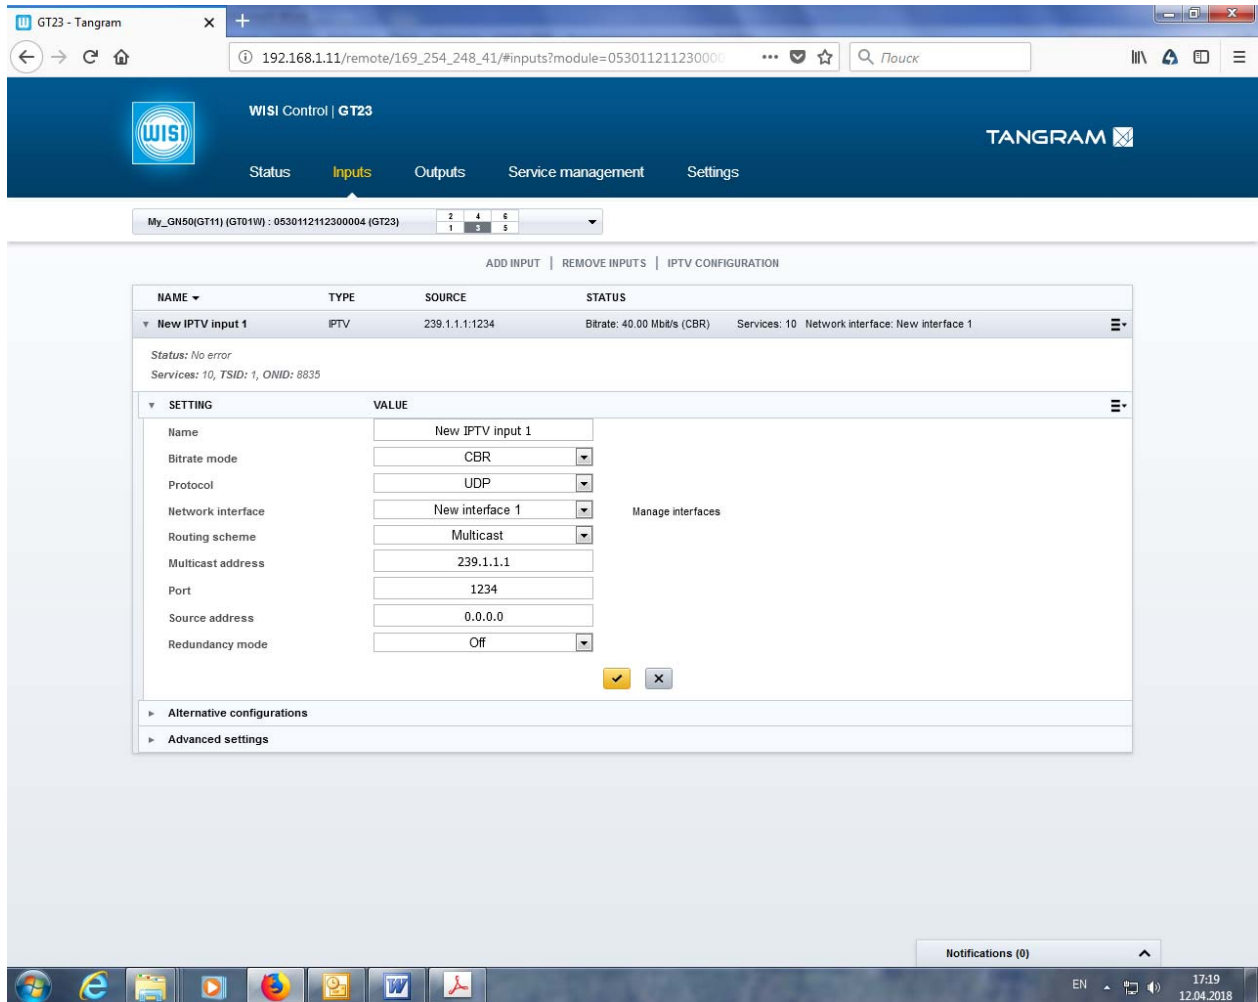 GT23 - Tangram
192.168.1.11/remote/169_254_248_41/#inputs?module=053011211230000
Поиск
WISI
WISI Control | GT23
TANGRAM
Status Inputs Outputs Service management Settings
My_GN50(GT11) (GT01W) : 0530112112300004 (GT23)
2 4 6
1 3 5
ADD INPUT | REMOVE INPUTS | IPTV CONFIGURATION
NAME TYPE SOURCE STATUS
New IPTV input 1 IPTV 239.1.1.1:1234 Bitrate: 40.00 Mbit/s (CBR) Services: 10 Network interface: New interface 1
Status: No error
Services: 10, TSID: 1, ONID: 8835
SETTING VALUE
Name New IPTV input 1
Bitrate mode CBR
Protocol UDP
Network interface New interface 1 Manage interfaces
Routing scheme Multicast
Multicast address 239.1.1.1
Port 1234
Source address 0.0.0.0
Redundancy mode Off
Alternative configurations
Advanced settings
Notifications (0)
EN 17:19
12.04.2018